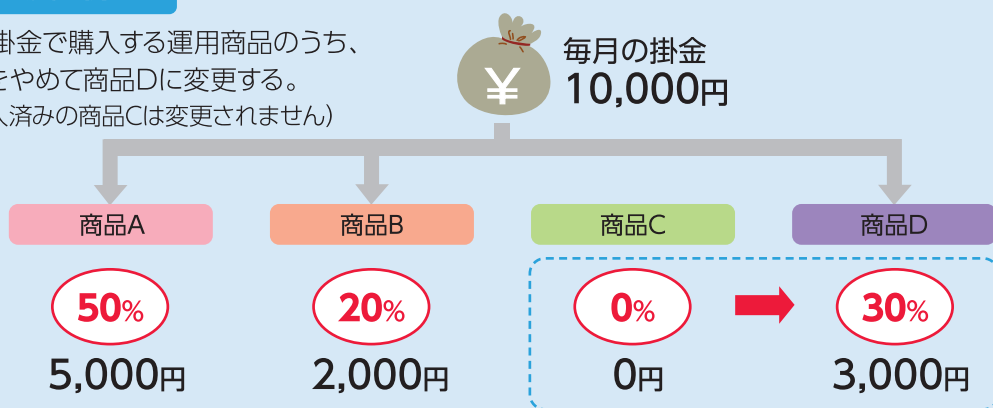 掛金で購入する運用商品のうち、
をやめて商品Dに変更する。
済みの商品Cは変更されません）
毎月の掛金
10,000円
¥
商品A 商品B 商品C 商品D
50% 20% 0% 30%
5,000円 2,000円 0円 3,000円